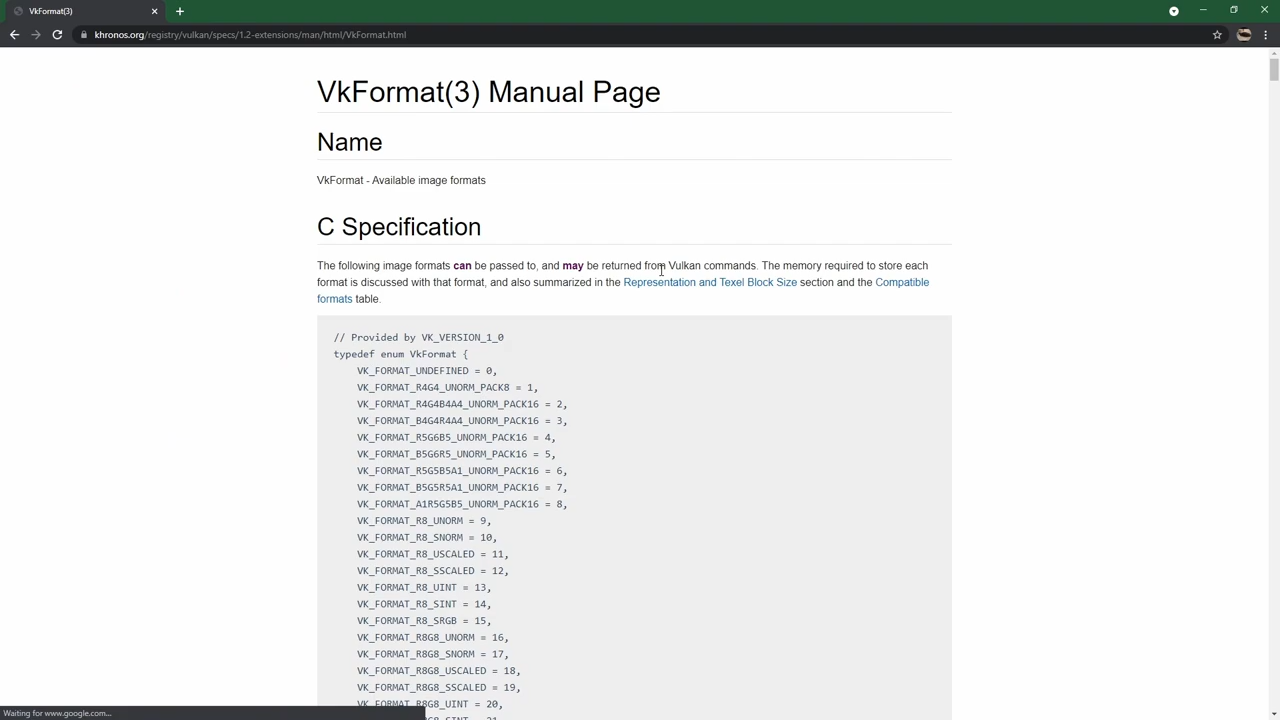 VkFormat(3)
khronos.org/registry/vulkan/specs/1.2-extensions/man/html/VkFormat.html
VkFormat(3) Manual Page
Name
VkFormat - Available image formats
C Specification
The following image formats can be passed to, and may be returned from Vulkan commands. The memory required to store each
format is discussed with that format, and also summarized in the Representation and Texel Block Size section and the Compatible
formats table.
// Provided by VK_VERSION_1_0
typedef enum VkFormat {
VK_FORMAT_UNDEFINED = 0,
VK_FORMAT_R4G4_UNORM_PACK8 = 1,
VK_FORMAT_R4G4B4A4_UNORM_PACK16 = 2,
VK_FORMAT_B4G4R4A4_UNORM_PACK16 = 3,
VK_FORMAT_R5G6B5_UNORM_PACK16 = 4,
VK_FORMAT_B5G6R5_UNORM_PACK16 = 5,
VK_FORMAT_R5G5B5A1_UNORM_PACK16 = 6,
VK_FORMAT_B5G5R5A1_UNORM_PACK16 = 7,
VK_FORMAT_A1R5G5B5_UNORM_PACK16 = 8,
VK_FORMAT_R8_UNORM = 9,
VK_FORMAT_R8_SNORM = 10,
VK_FORMAT_R8_USCALED = 11,
VK_FORMAT_R8_SSCALED = 12,
VK_FORMAT_R8_UINT = 13,
VK_FORMAT_R8_SINT = 14,
VK_FORMAT_R8_SRGB = 15,
VK_FORMAT_R8G8_UNORM = 16,
VK_FORMAT_R8G8_SNORM = 17,
VK_FORMAT_R8G8_USCALED = 18,
VK_FORMAT_R8G8_SSCALED = 19,
VK_FORMAT_R8G8_UINT = 20,
Waiting for www.google.com...